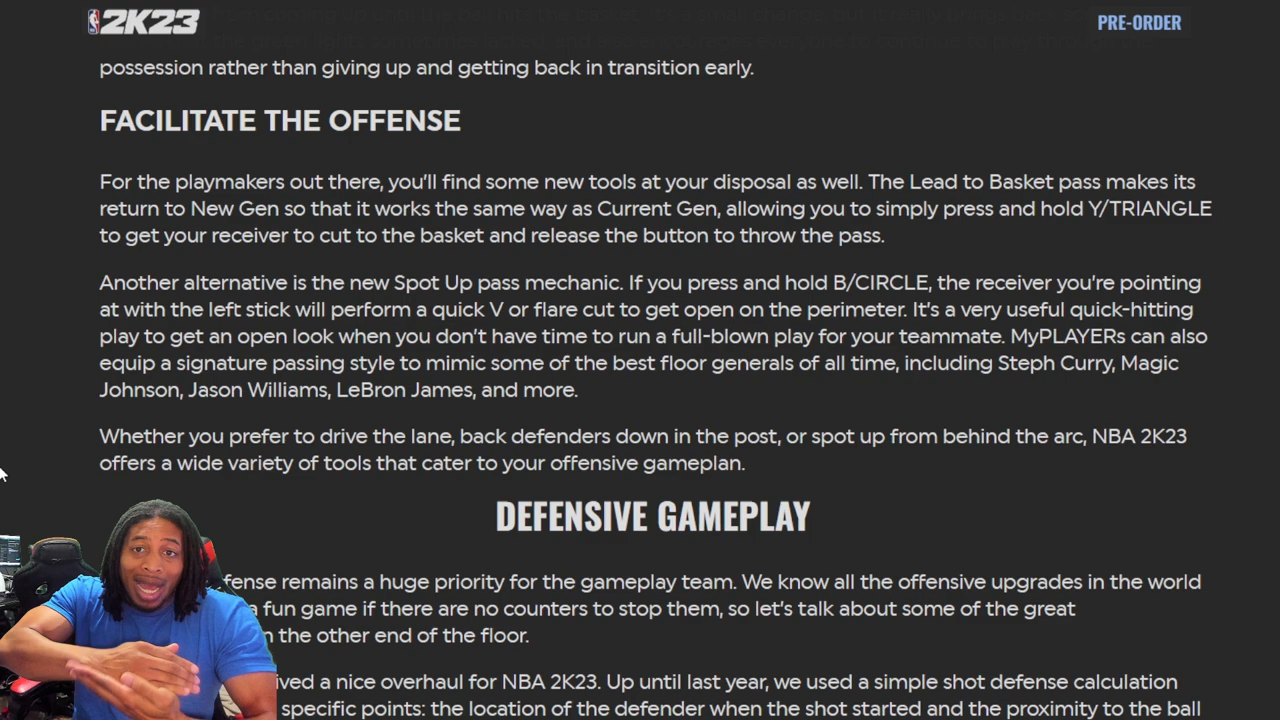 2K23
PRE-ORDER
possession rather than giving up and getting back in transition early.
FACILITATE THE OFFENSE
For the playmakers out there, you'll find some new tools at your disposal as well. The Lead to Basket pass makes its
return to New Gen so that it works the same way as Current Gen, allowing you to simply press and hold Y/TRIANGLE
to get your receiver to cut to the basket and release the button to throw the pass.
Another alternative is the new Spot Up pass mechanic. If you press and hold B/CIRCLE, the receiver you're pointing
at with the left stick will perform a quick V or flare cut to get open on the perimeter. It's a very useful quick-hitting
play to get an open look when you don't have time to run a full-blown play for your teammate. MyPLAYERs can also
equip a signature passing style to mimic some of the best floor generals of all time, including Steph Curry, Magic
Johnson, Jason Williams, LeBron James, and more.
Whether you prefer to drive the lane, back defenders down in the post, or spot up from behind the arc, NBA 2K23
offers a wide variety of tools that cater to your offensive gameplan.
DEFENSIVE GAMEPLAY
fense remains a huge priority for the gameplay team. We know all the offensive upgrades in the world
a fun game if there are no counters to stop them, so let's talk about some of the great
n the other end of the floor.
ived a nice overhaul for NBA 2K23. Up until last year, we used a simple shot defense calculation
specific points: the location of the defender when the shot started and the proximity to the ball